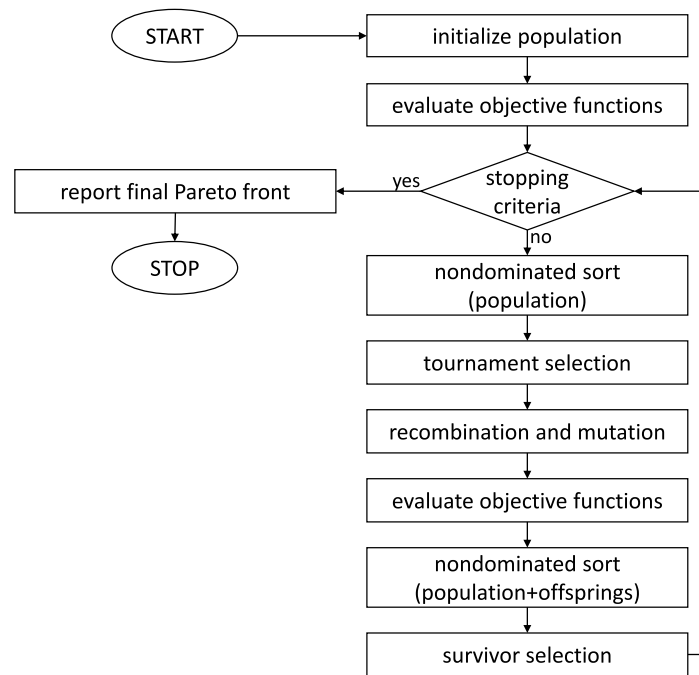 START
initialize population
evaluate objective functions
stopping
criteria
yes
report final Pareto front
STOP
no
nondominated sort
(population)
tournament selection
recombination and mutation
evaluate objective functions
nondominated sort
(population+offsprings)
survivor selection